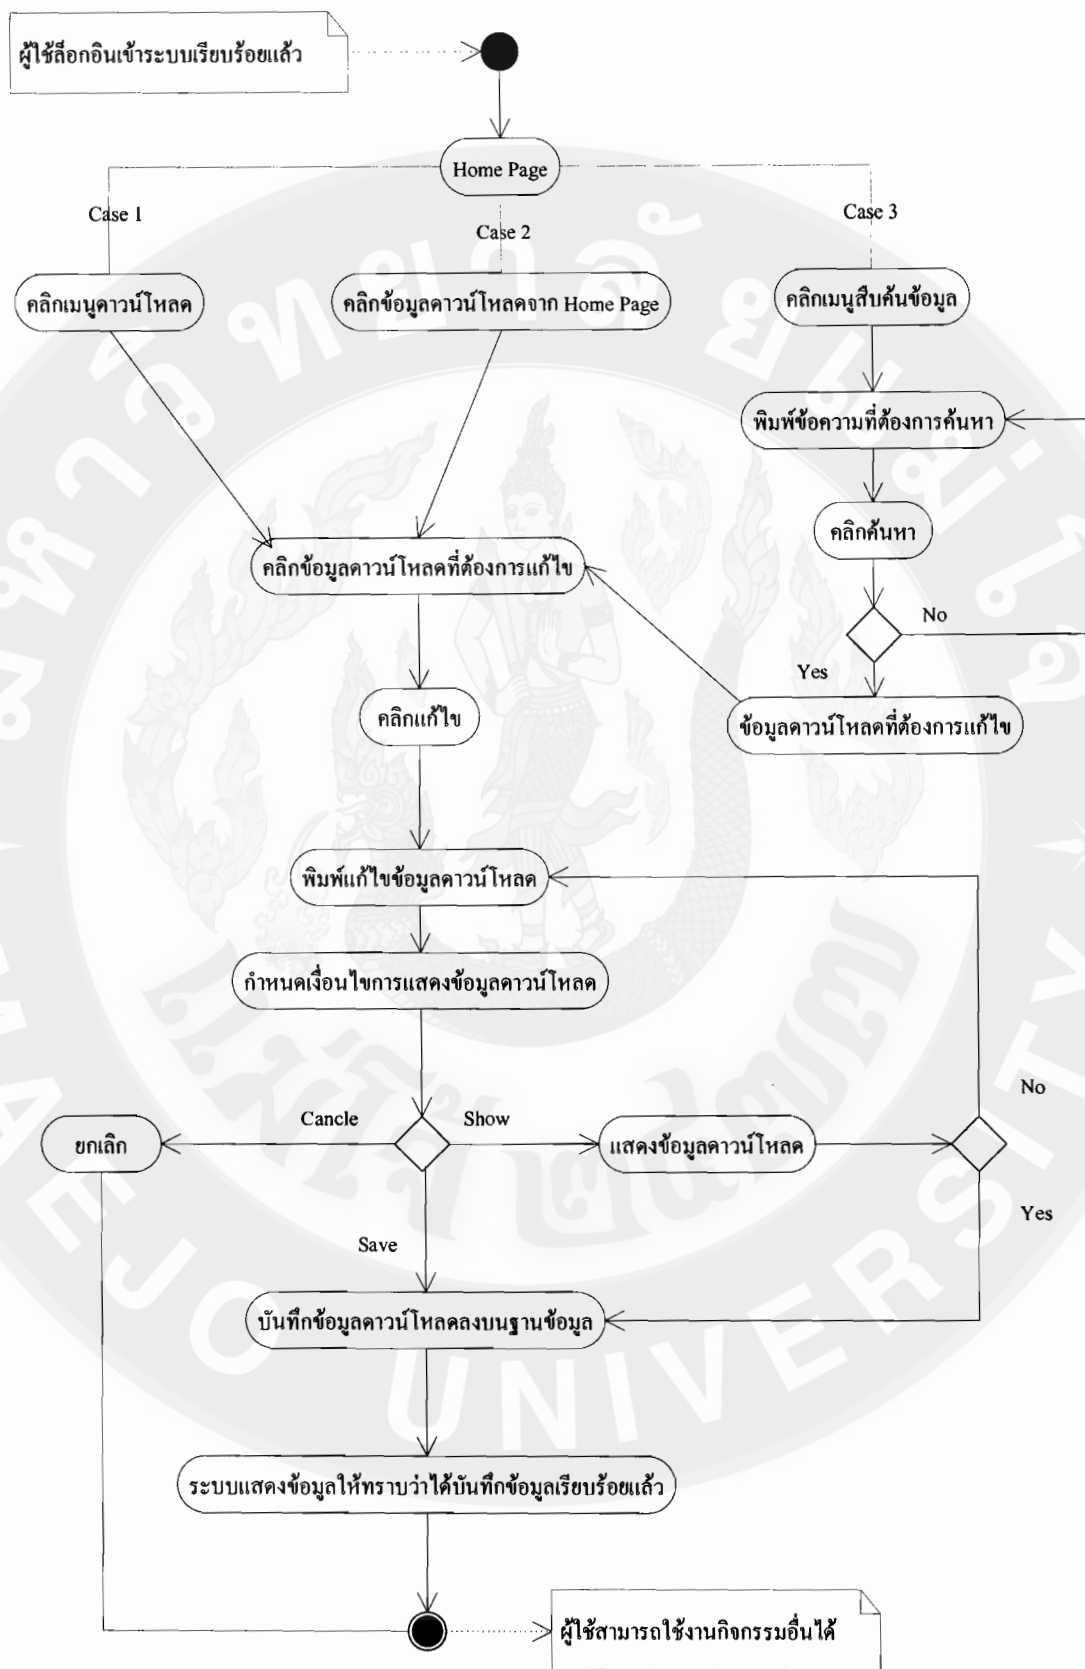 ผู้ใช้ล็อกอินเข้าระบบเรียบร้อยแล้ว
Home Page
Case 1
Case 2
Case 3
คลิกเมนูดาวน์โหลด
คลิกข้อมูลดาวน์โหลดจาก Home Page
คลิกเมนูสืบค้นข้อมูล
พิมพ์ข้อความที่ต้องการค้นหา
คลิกค้นหา
คลิกข้อมูลดาวน์โหลดที่ต้องการแก้ไข
No
Yes
คลิกแก้ไข
ข้อมูลดาวน์โหลดที่ต้องการแก้ไข
พิมพ์แก้ไขข้อมูลดาวน์โหลด
กำหนดเงื่อนไขการแสดงข้อมูลดาวน์โหลด
No
Cancle
Show
ยกเลิก
แสดงข้อมูลดาวน์โหลด
Yes
Save
บันทึกข้อมูลดาวน์โหลดลงบนฐานข้อมูล
ระบบแสดงข้อมูลให้ทราบว่าได้บันทึกข้อมูลเรียบร้อยแล้ว
ผู้ใช้สามารถใช้งานกิจกรรมอื่นได้
MAEJO UNIVERSITY